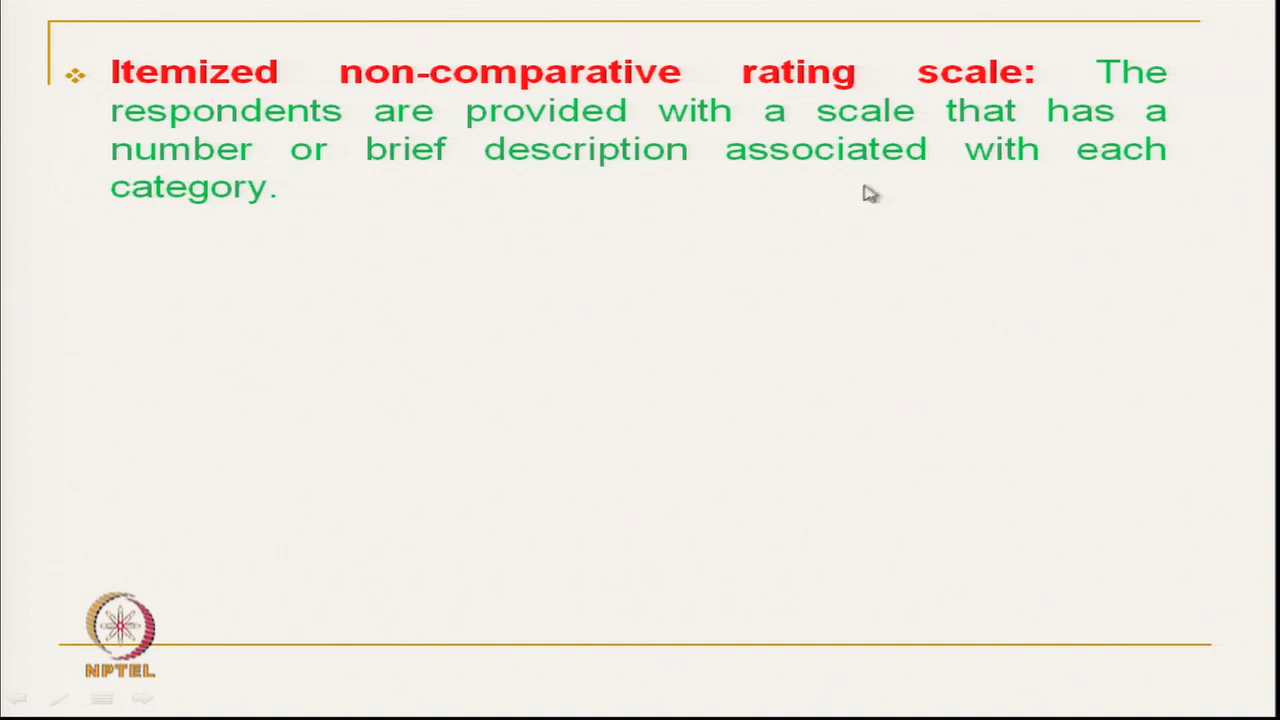 Itemized non-comparative rating scale: The
respondents are provided with a scale that has a
number or brief description associated with each
category.
NPTEL